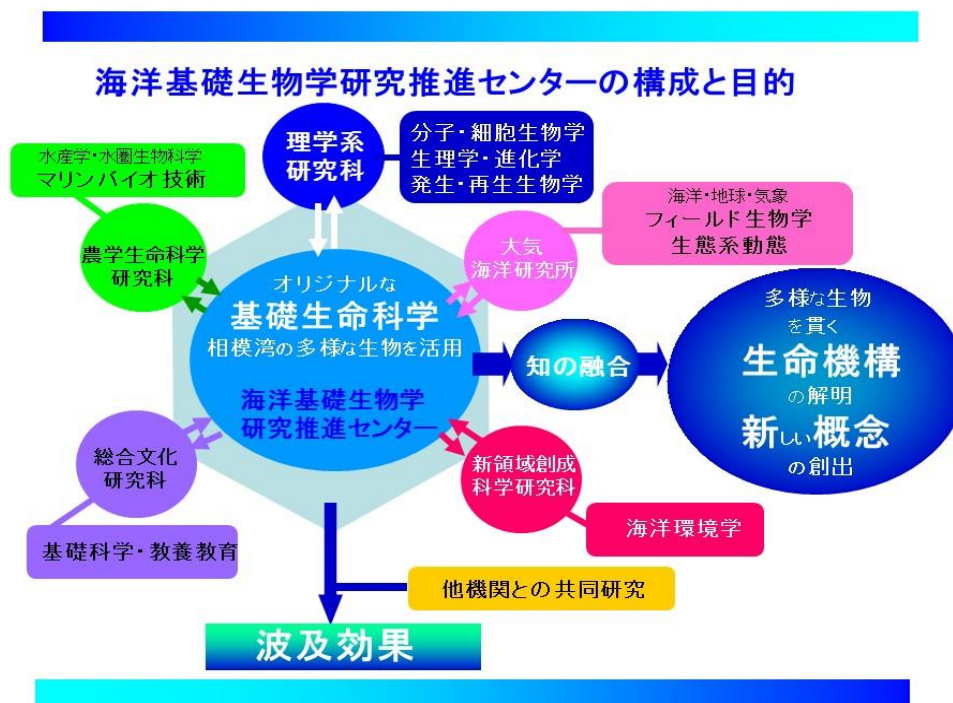 海洋基礎生物学研究推進センターの構成と目的
理学系
研究科
分子・細胞生物学
生理学・進化学
発生・再生生物学
水産学・水圏生物科学
マリンバイオ技術
農学生命科学
研究科
大気
海洋研究所
海洋・地球・気象
フィールド生物学
生態系動態
オリジナルな
基礎生命科学
相模湾の多様な生物を活用
海洋基礎生物学
研究推進センター
知の融合
多様な生物
を貫く
生命機構
の解明
新しい概念
の創出
総合文化
研究科
基礎科学・教養教育
新領域創成
科学研究科
海洋環境学
他機関との共同研究
波及効果